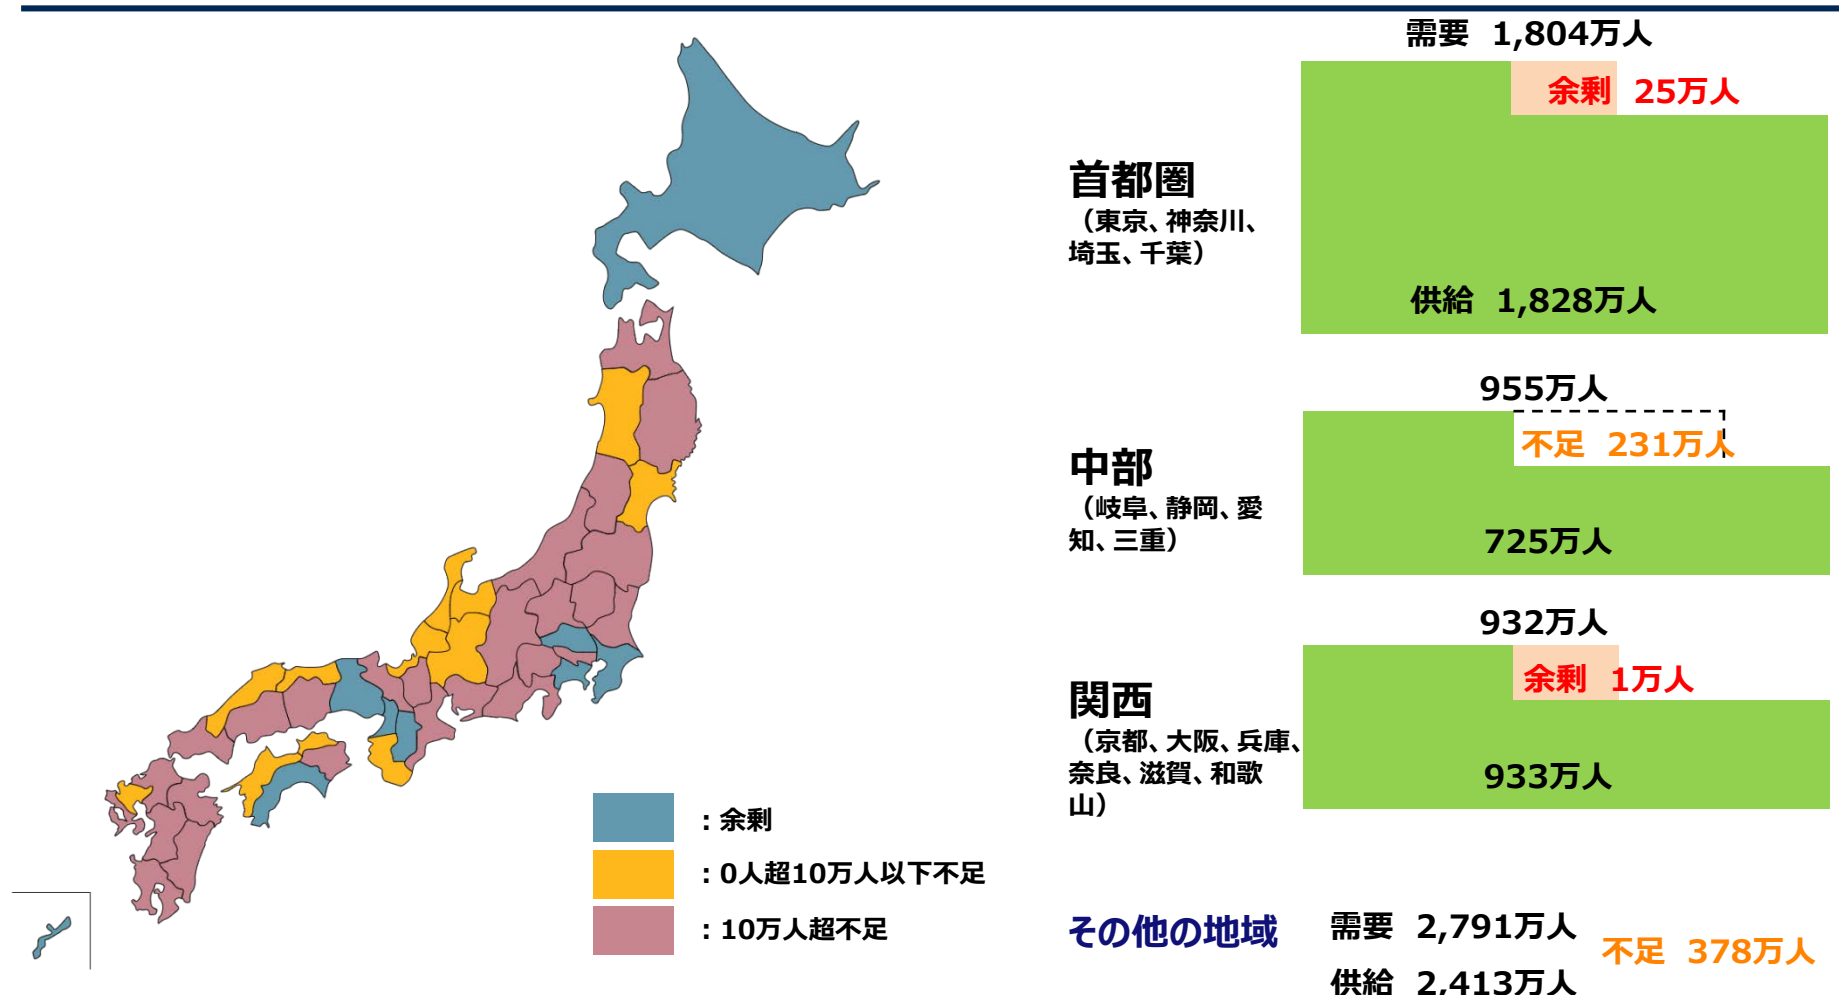 需要 1,804万人
余剰 25万人
首都圏
（東京、神奈川、
埼玉、千葉）
供給 1,828万人
955万人
不足 231万人
中部
（岐阜、静岡、愛
知、三重）
725万人
932万人
余剰 1万人
関西
（京都、大阪、兵庫、
奈良、滋賀、和歌
山）
933万人
：余剰
：0人超10万人以下不足
：10万人超不足
その他の地域
需要 2,791万人
不足 378万人
供給 2,413万人